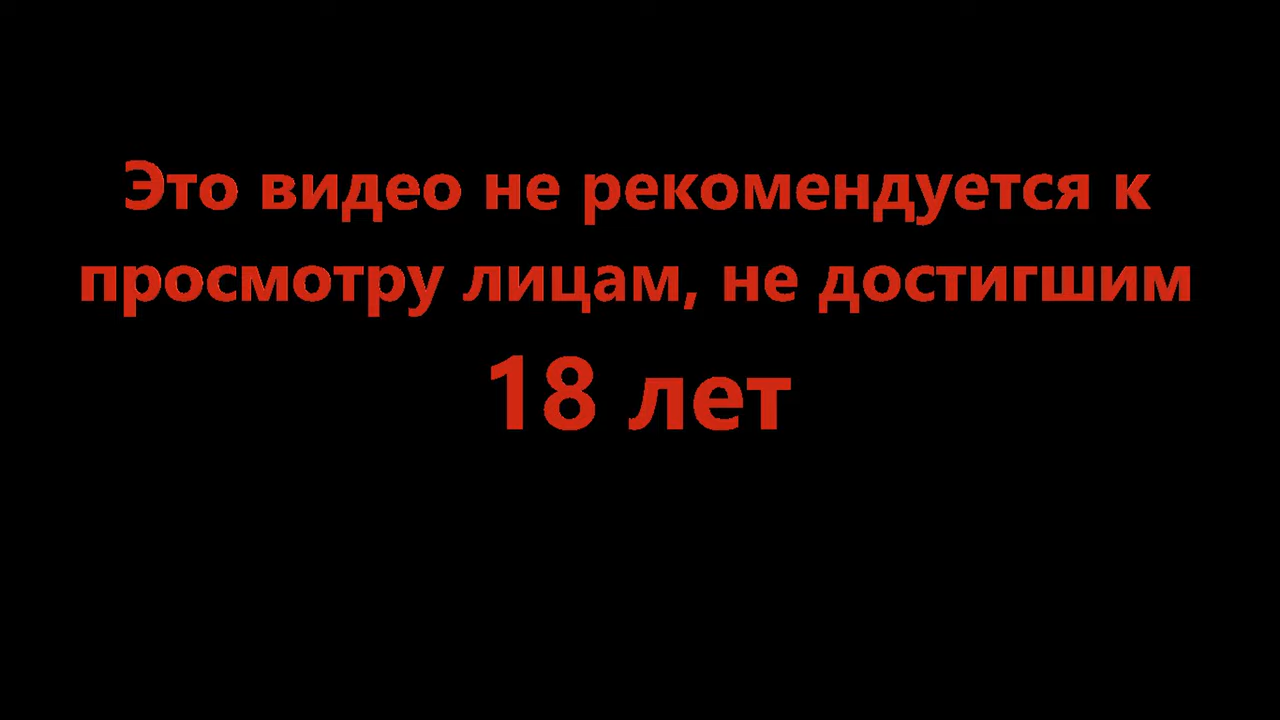 Это видео не рекомендуется к
просмотру лицам, не достигшим
18 лет